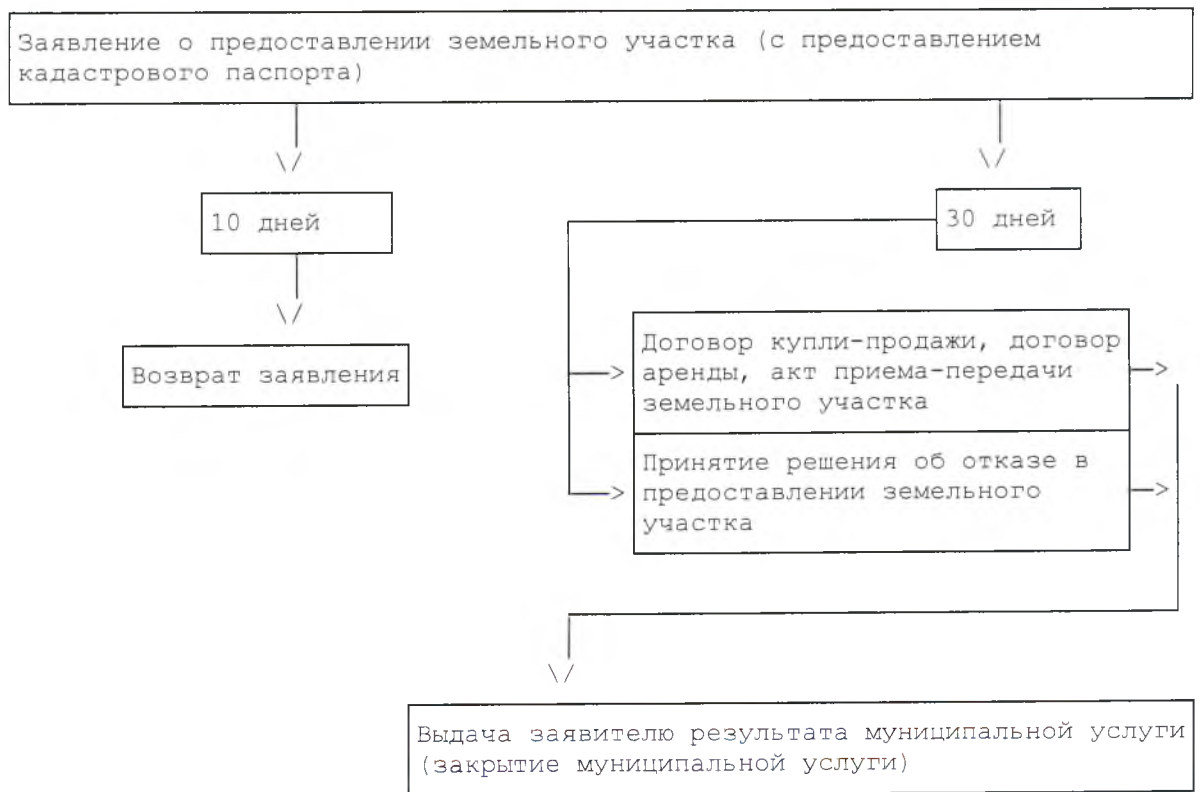 Заявление о предоставлении земельного участка (с предоставлением
кадастрового паспорта)
10 дней
30 дней
Возврат заявления
Договор купли-продажи, договор
аренды, акт приема-передачи
земельного участка
Принятие решения об отказе в
предоставлении земельного
участка
Выдача заявителю результата муниципальной услуги
(закрытие муниципальной услуги)